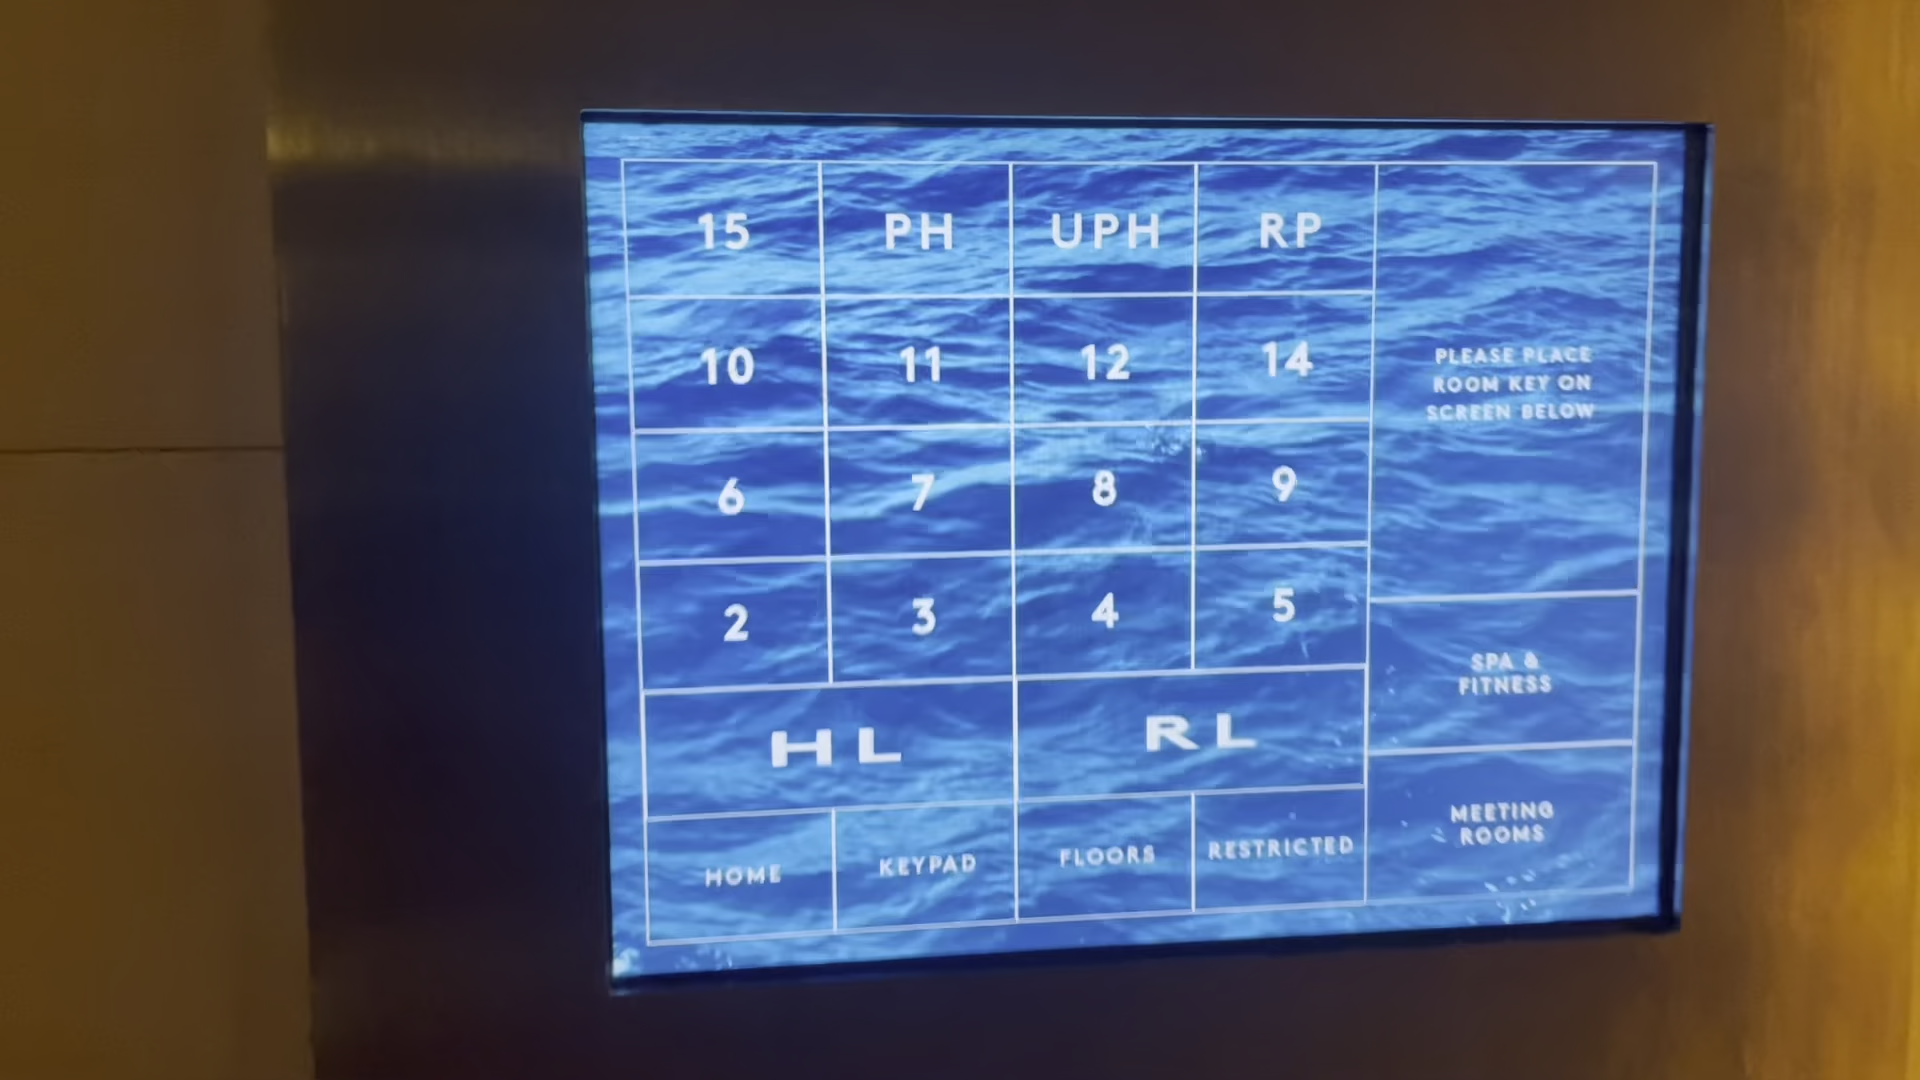 15 PH UPH RP
10 11 12 14
PLEASE PLACE
ROOM KEY ON
SCREEN BELOW
6 7 8 9
2 3 4 5
SPA &
FITNESS
HL RL
MEETING
ROOMS
HOME KEYPAD FLOORS RESTRICTED